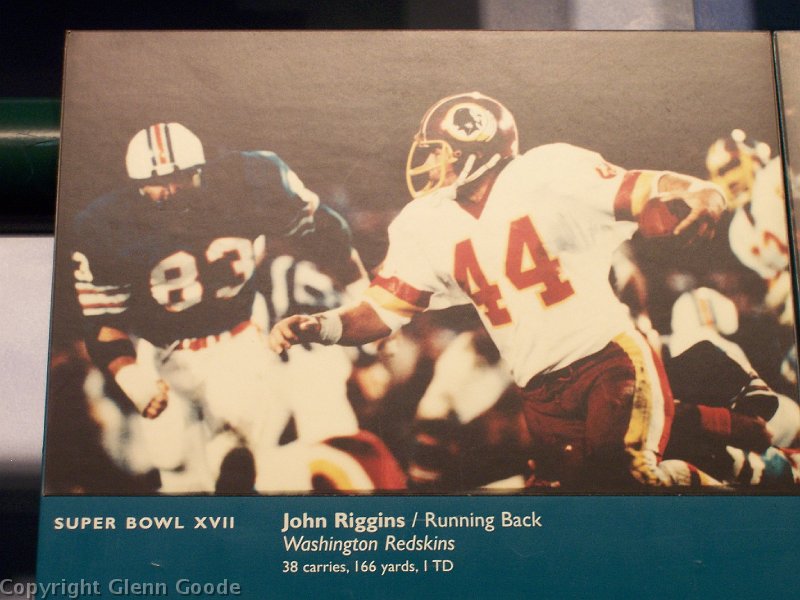 83
44
SUPER BOWL XVII
John Riggins / Running Back
Washington Redskins
38 carries, 166 yards, 1 TD
Copyright Glenn Goode